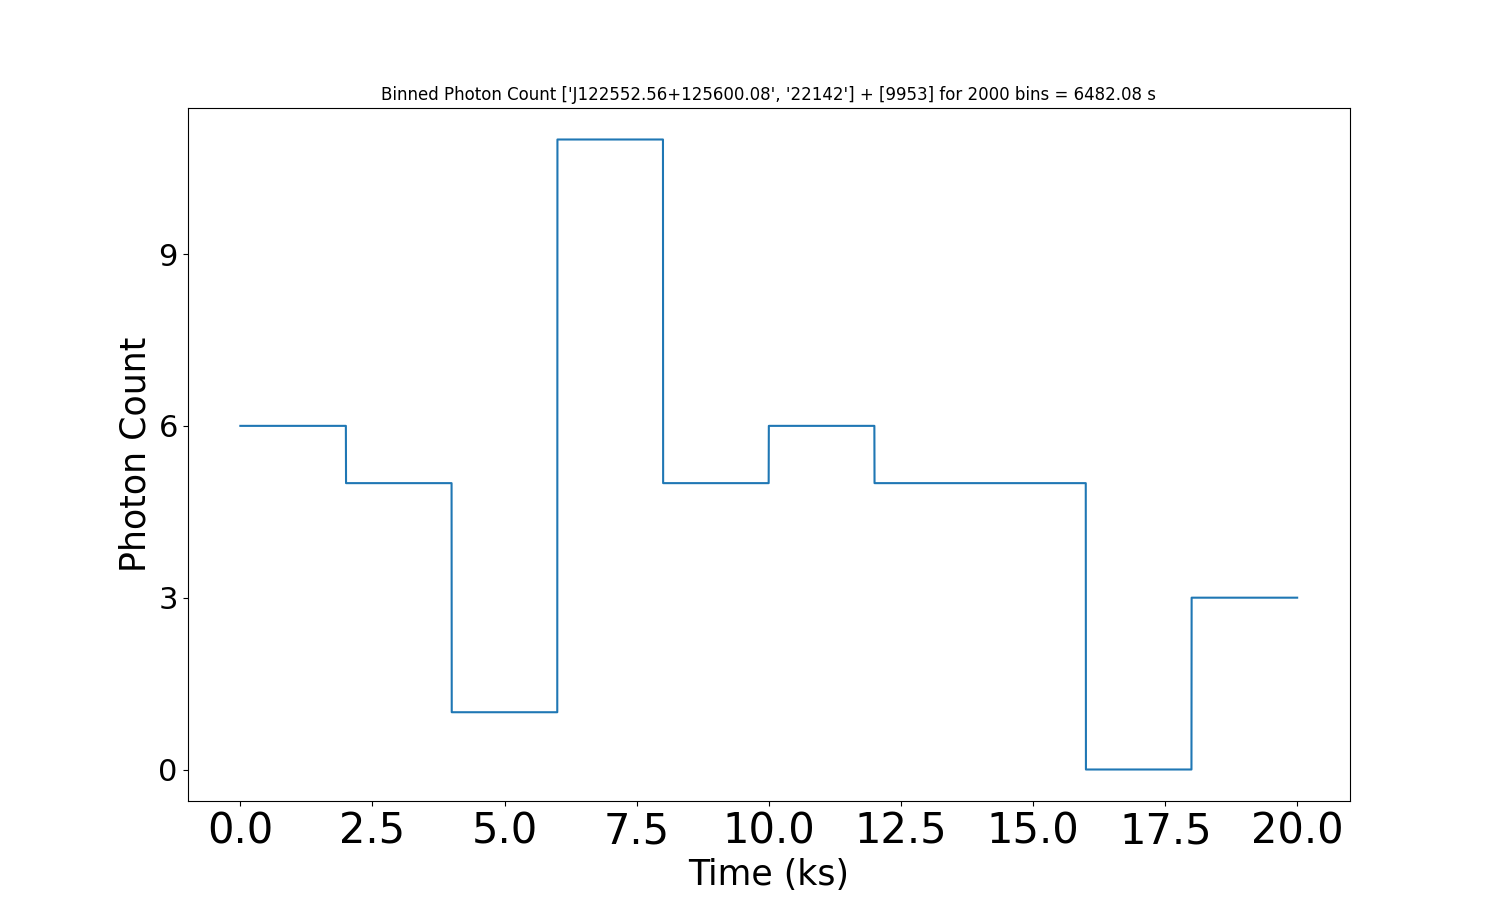 Binned Photon Count ['J122552.56+125600.08', '22142'] + [9953] for 2000 bins = 6482.08 s
9
6
3
0
Photon Count
0.0 2.5 5.0 7.5 10.0 12.5 15.0 17.5 20.0
Time (ks)